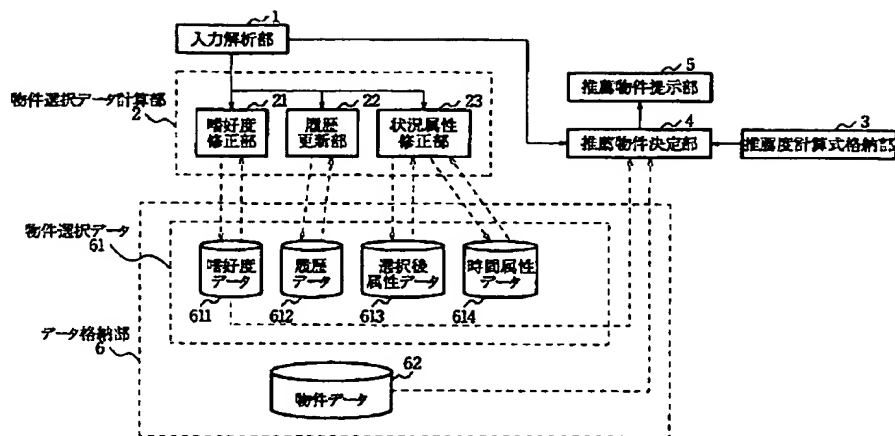 1
入力解析部
5
推薦物件提示部
物件選択データ計算部
2
21
嗜好度
修正部
22
履歴
更新部
23
状況属性
修正部
4
推薦物件決定部
3
推薦度計算式格納部
物件選択データ
61
嗜好度
データ
611
履歴
データ
612
選択後
属性データ
613
時間属性
データ
614
データ格納部
6
62
物件データ